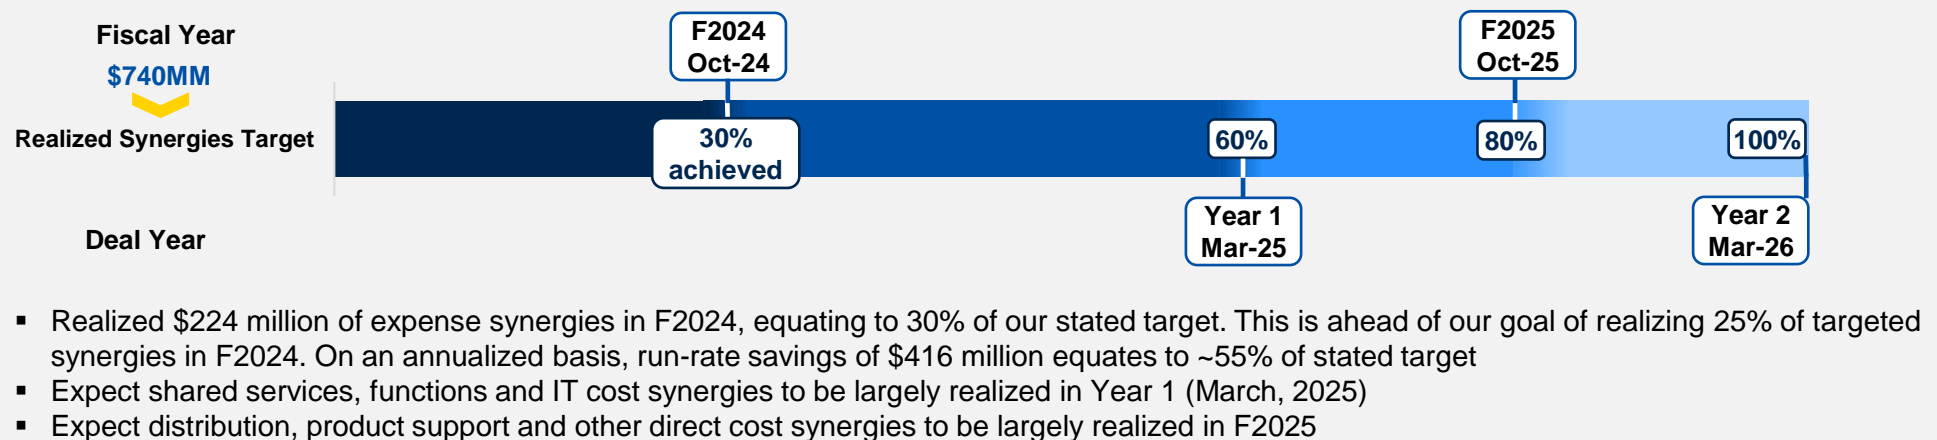 Fiscal Year
$740MM
Realized Synergies Target
Deal Year
F2024
Oct-24
F2025
Oct-25
30%
achieved
60%
80%
100%
Year 1
Mar-25
Year 2
Mar-26
▪ Realized $224 million of expense synergies in F2024, equating to 30% of our stated target. This is ahead of our goal of realizing 25% of targeted
synergies in F2024. On an annualized basis, run-rate savings of $416 million equates to ~55% of stated target
▪ Expect shared services, functions and IT cost synergies to be largely realized in Year 1 (March, 2025)
▪ Expect distribution, product support and other direct cost synergies to be largely realized in F2025